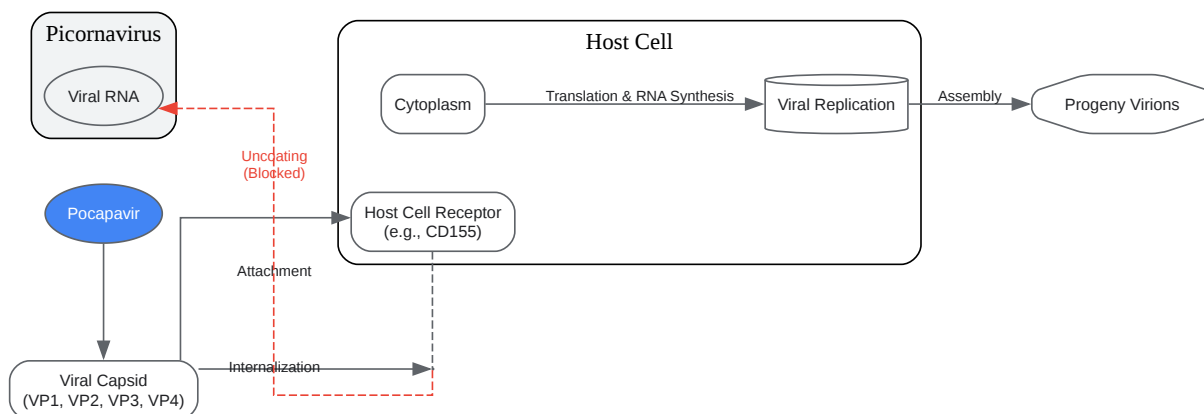 Picornavirus
Host Cell
Viral RNA
Cytoplasm
Translation & RNA Synthesis
Viral Replication
Assembly
Progeny Virions
Uncoating
(Blocked)
Pocapavir
Host Cell Receptor
(e.g., CD155)
Attachment
Internalization
Viral Capsid
(VP1, VP2, VP3, VP4)